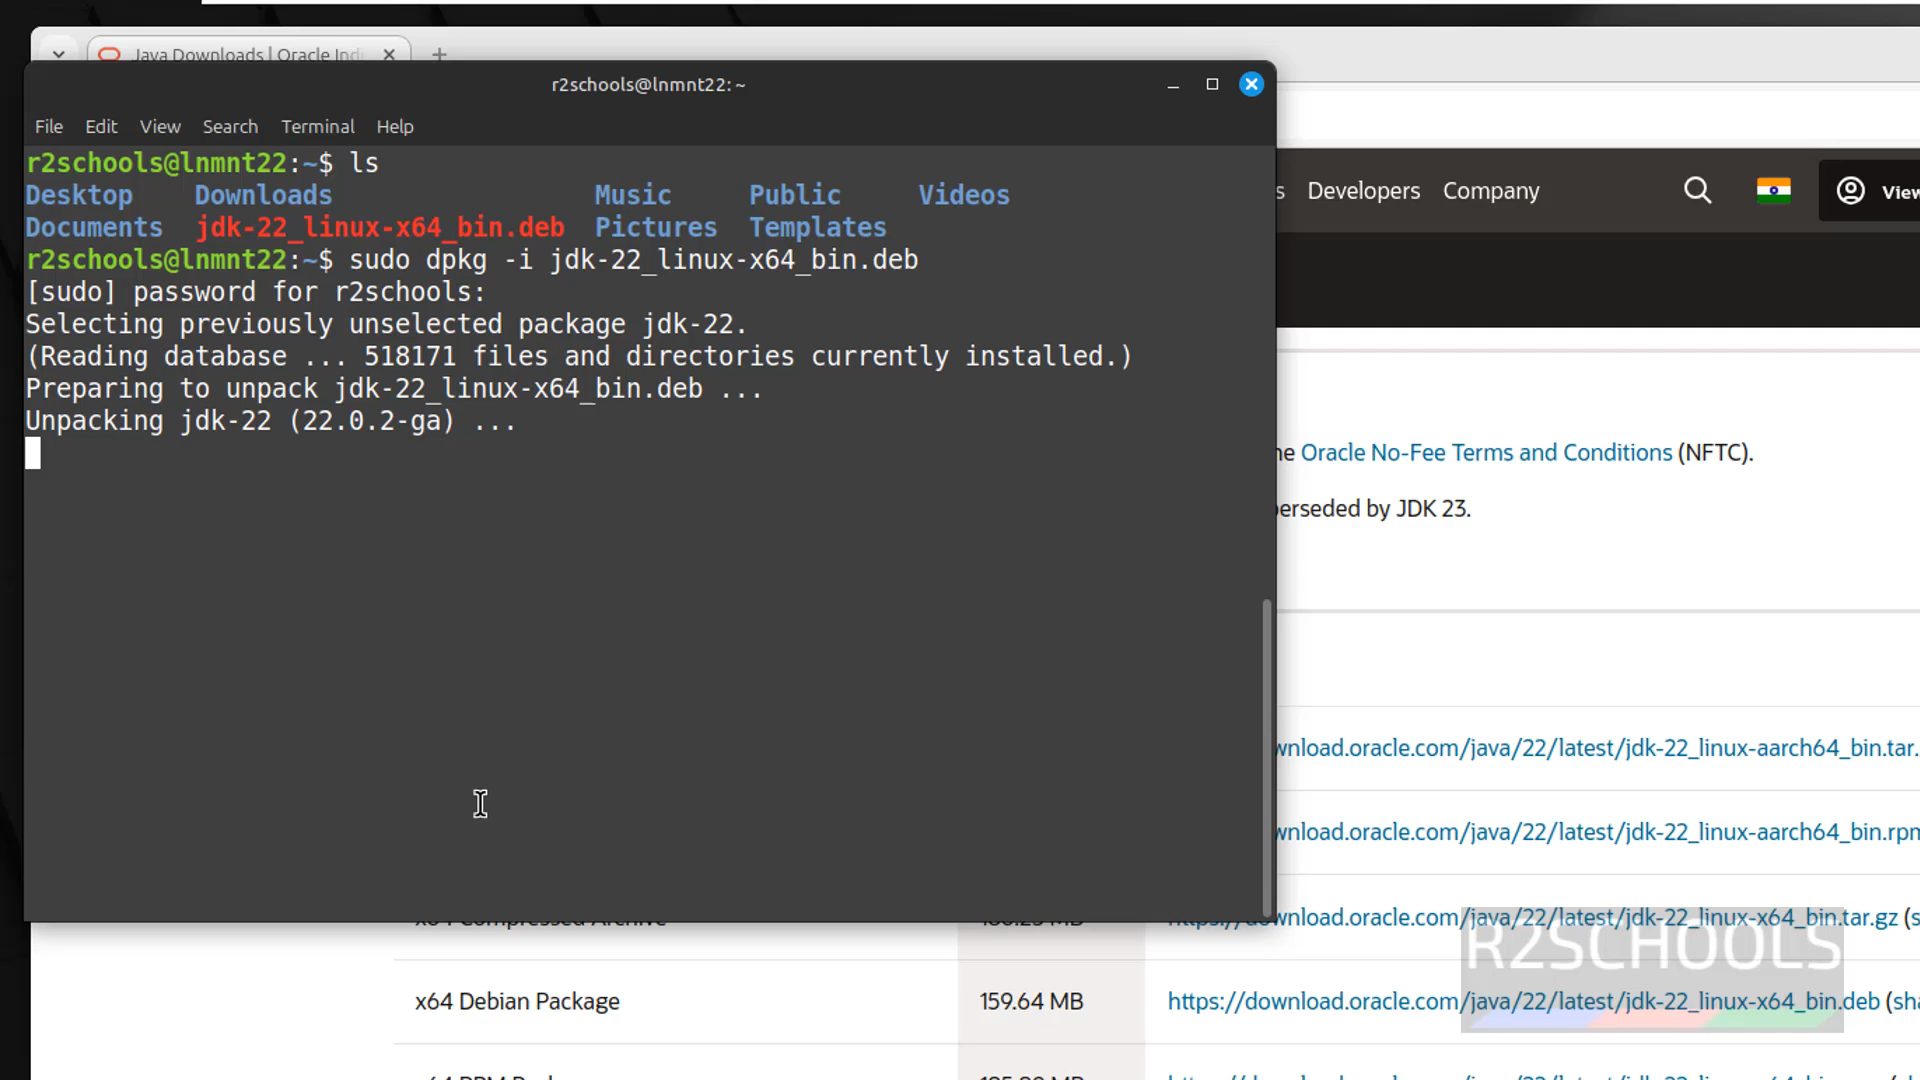 Java Downloads | Oracle Ind
r2schools@lnmnt22: ~
File Edit View Search Terminal Help
r2schools@lnmnt22:~$ ls
Desktop Downloads Music Public Videos
Documents jdk-22_linux-x64_bin.deb Pictures Templates
r2schools@lnmnt22:~$ sudo dpkg -i jdk-22_linux-x64_bin.deb
[sudo] password for r2schools:
Selecting previously unselected package jdk-22.
(Reading database ... 518171 files and directories currently installed.)
Preparing to unpack jdk-22_linux-x64_bin.deb ...
Unpacking jdk-22 (22.0.2-ga) ...
s Developers Company View
ne Oracle No-Fee Terms and Conditions (NFTC).
perseded by JDK 23.
wnload.oracle.com/java/22/latest/jdk-22_linux-aarch64_bin.tar.
wnload.oracle.com/java/22/latest/jdk-22_linux-aarch64_bin.rpm
https://download.oracle.com/java/22/latest/jdk-22_linux-x64_bin.tar.gz (s
R2SCHOOLS
x64 Debian Package 159.64 MB https://download.oracle.com/java/22/latest/jdk-22_linux-x64_bin.deb (sha